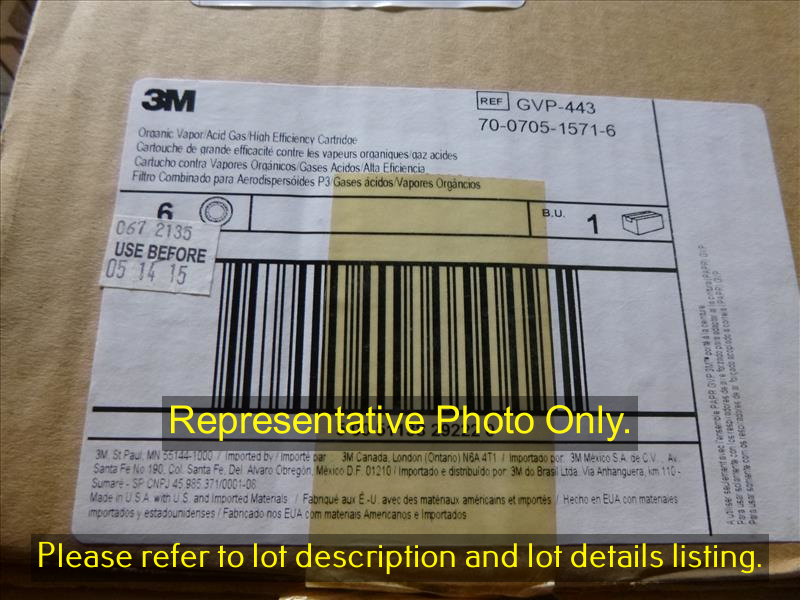 3M
REF GVP-443
70-0705-1571-6
Organic Vapor/Acid Gas/High Efficiency Cartridge
Cartouche de grande efficacité contre les vapeurs organiques/gaz acides
Cartucho contra Vapores Orgánicos/Gases Acidos/Alta Eficiencia
Filtro Combinado para Aerodispersóides P3/Gases ácidos/Vapores Orgâncios
6
B.U. 1
067 2135
USE BEFORE
05 14 15
Representative Photo Only.
3M, St Paul, MN 55144-1000 / Imported by / Importé par : 3M Canada, London (Ontario) N6A 4T1 / Importado por: 3M México S.A. de C.V., Av.
Santa Fe No 190, Col. Santa Fe, Del. Alvaro Obregón, México D.F. 01210 / Importado e distribuido por: 3M do Brasil Ltda. Via Anhanguera, km 110 -
Sumaré - SP CNPJ 45.985.371/0001-08
Made in U.S.A. with U.S. and Imported Materials / Fabriqué aux É.-U. avec des matériaux américains et importés / Hecho en EUA con materiales
importados y estadounidenses / Fabricado nos EUA com materiais Americanos e Importados
Please refer to lot description and lot details listing.